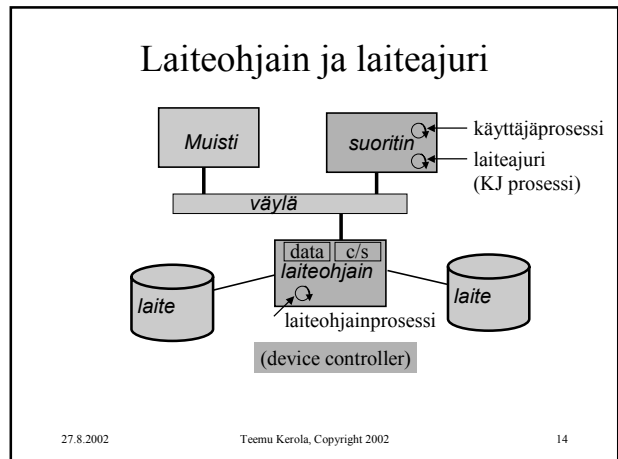 Laiteohjain ja laiteajuri
Muisti
suoritin
käyttäjäprosessi
laiteajuri
(KJ prosessi)
väylä
data c/s
laiteohjain
laite
laite
laiteohjainprosessi
(device controller)
27.8.2002 Teemu Kerola, Copyright 2002 14